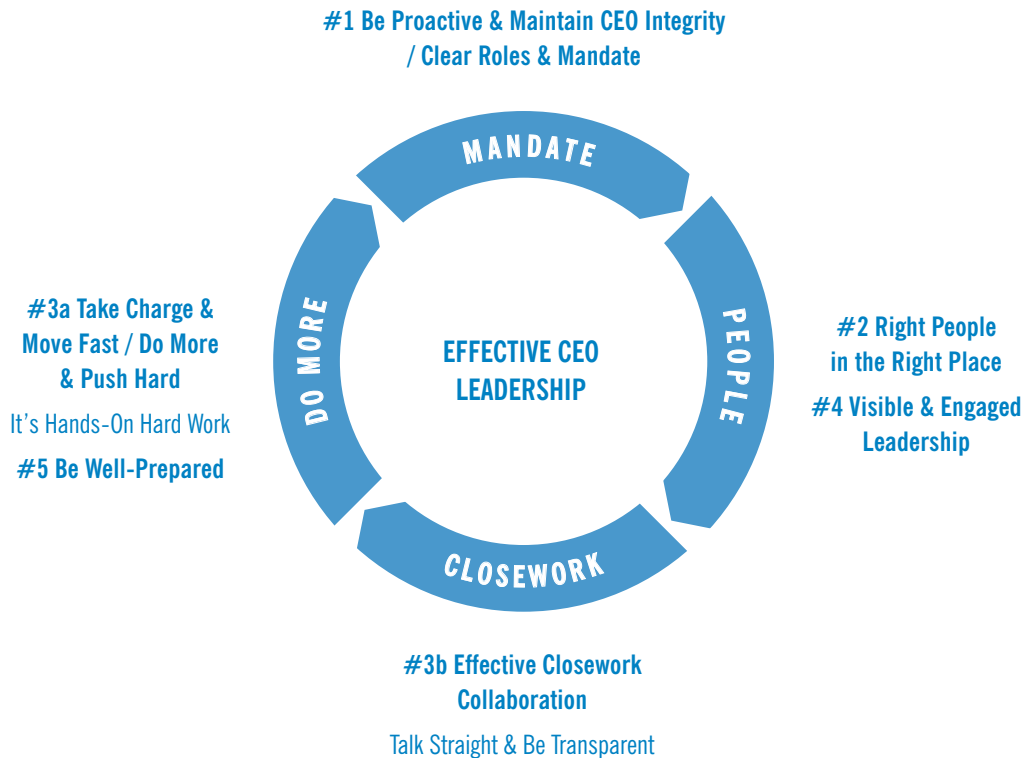 #1 Be Proactive & Maintain CEO Integrity
/ Clear Roles & Mandate
MANDATE
PEOPLE
#2 Right People
in the Right Place
#4 Visible & Engaged
Leadership
CLOSEWORK
#3b Effective Closework
Collaboration
Talk Straight & Be Transparent
DO MORE
#3a Take Charge &
Move Fast / Do More
& Push Hard
It's Hands-On Hard Work
#5 Be Well-Prepared
EFFECTIVE CEO
LEADERSHIP